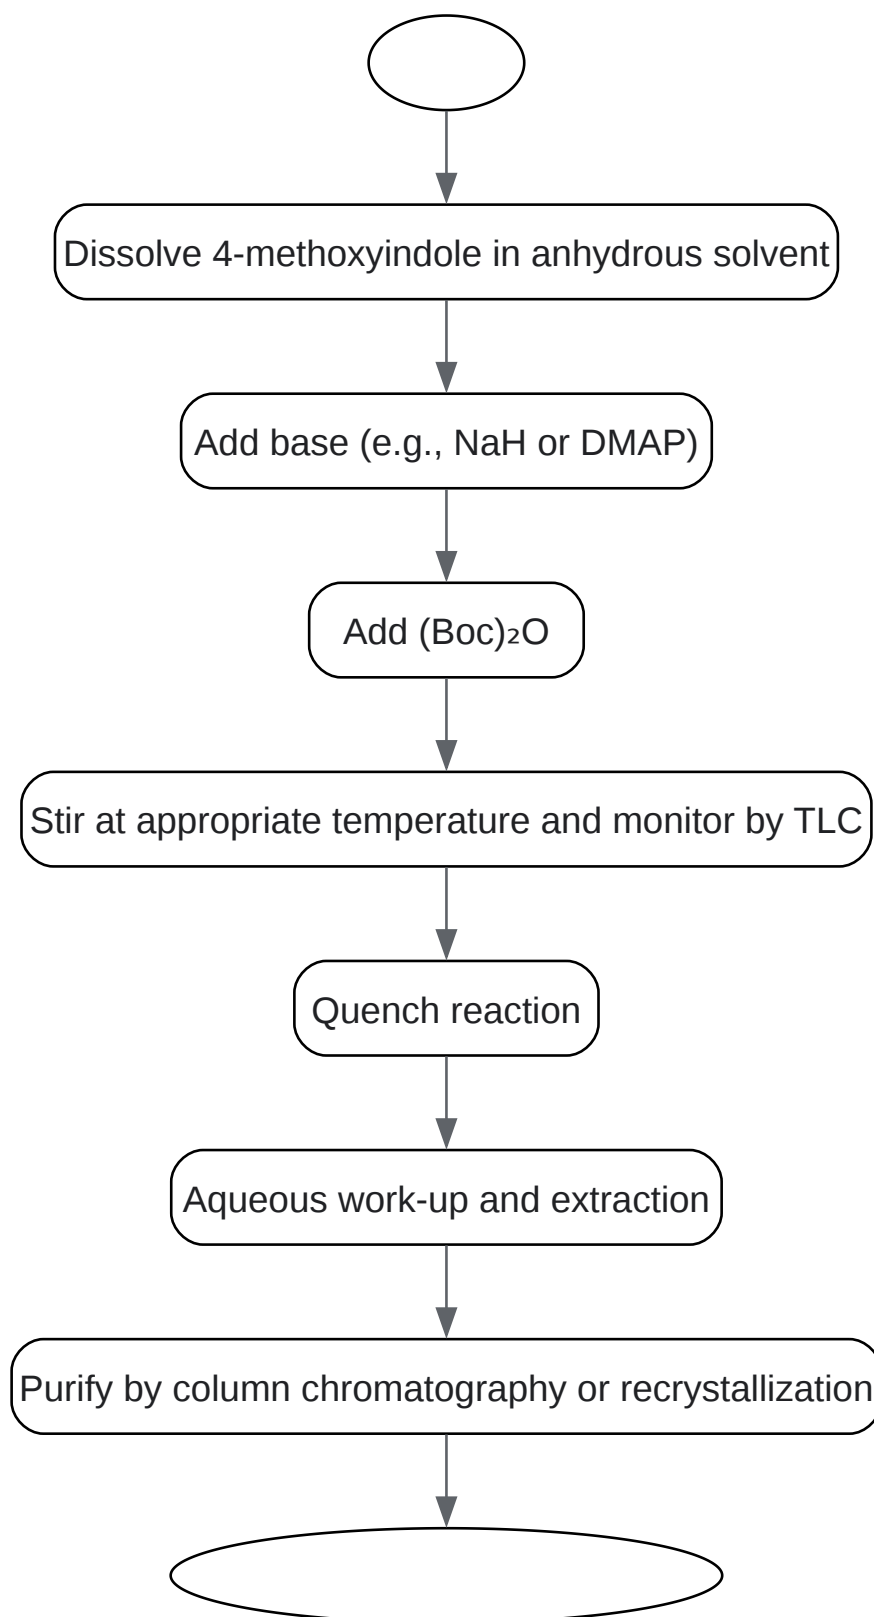 Dissolve 4-methoxyindole in anhydrous solvent
Add base (e.g., NaH or DMAP)
Add (Boc)₂O
Stir at appropriate temperature and monitor by TLC
Quench reaction
Aqueous work-up and extraction
Purify by column chromatography or recrystallization